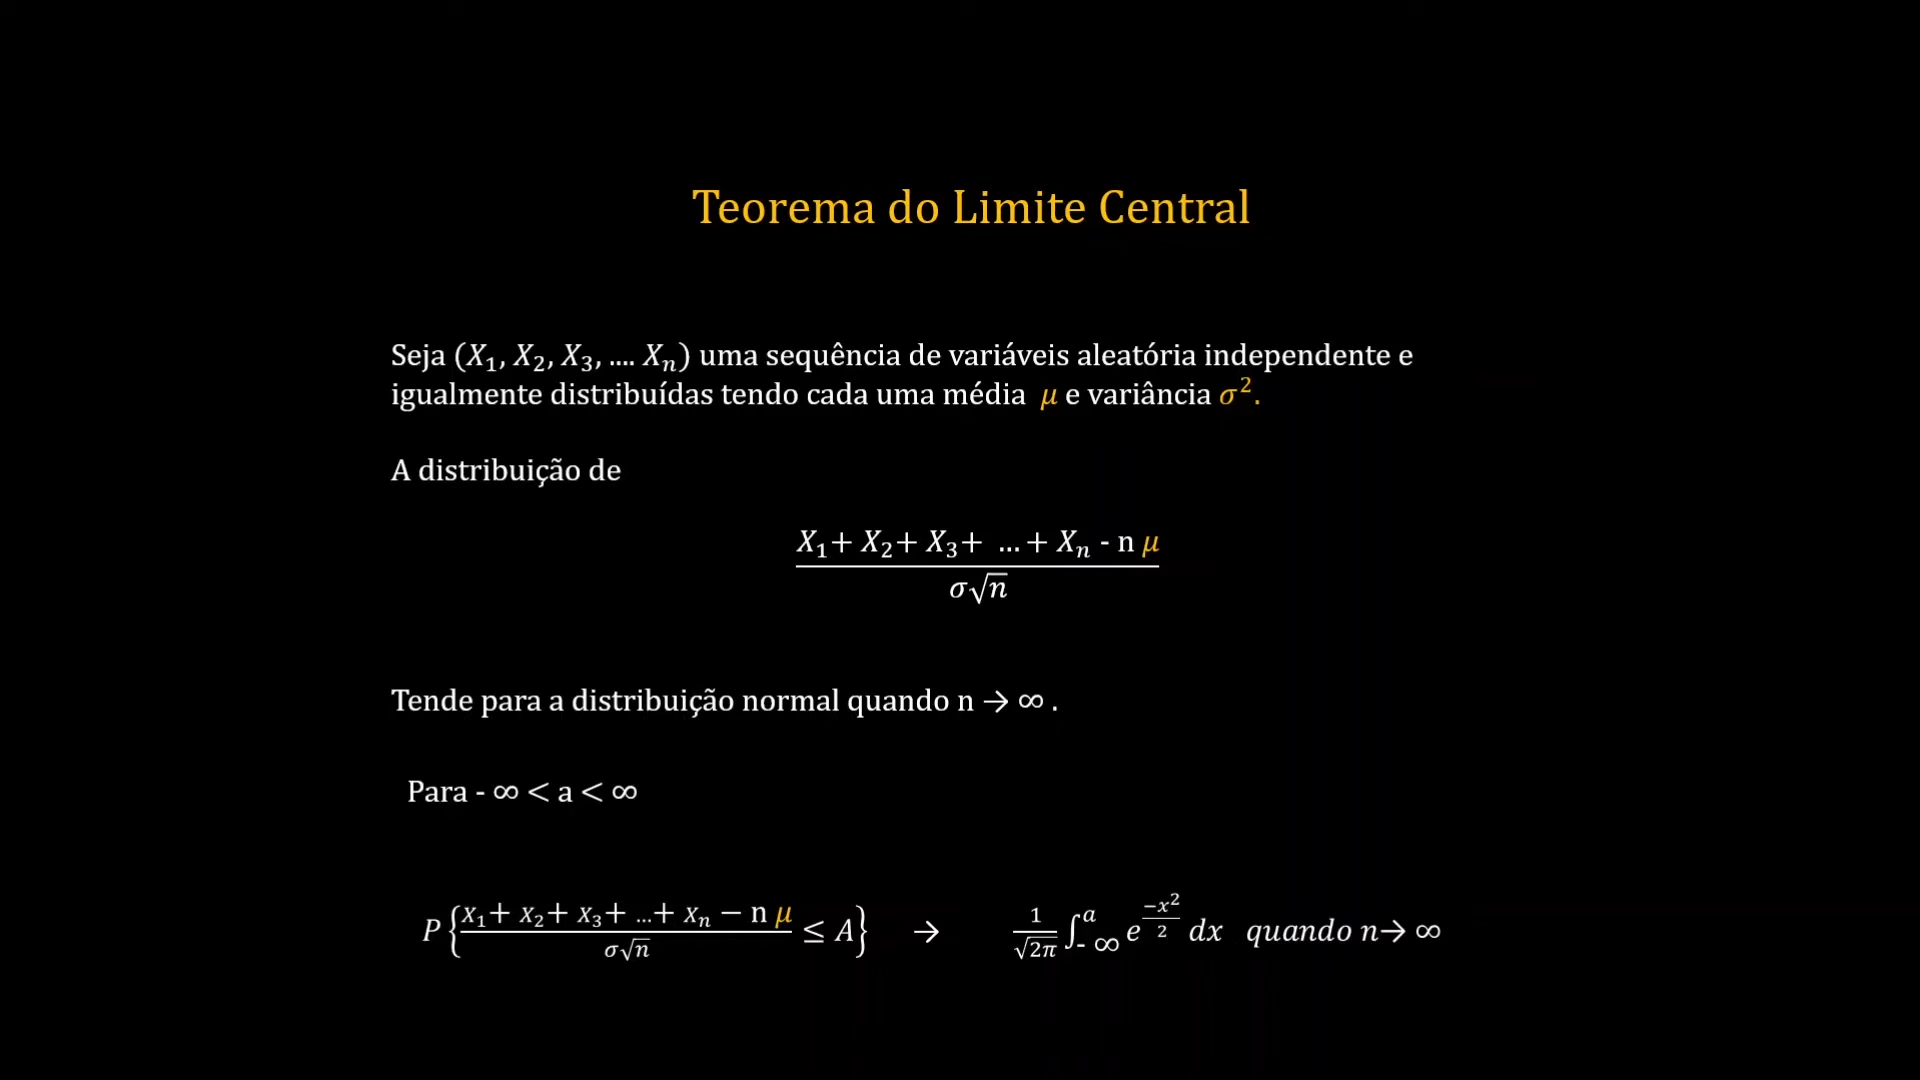 Teorema do Limite Central
Seja (X₁, X₂, X₃, .... Xₙ) uma sequência de variáveis aleatória independente e
igualmente distribuídas tendo cada uma média μ e variância σ².
A distribuição de
X₁+ X₂+ X₃+ ...+ Xₙ - n μ
σ√n
Tende para a distribuição normal quando n → ∞ .
Para - ∞ < a < ∞
P{(x₁+ x₂+ x₃+ ...+ xₙ − n μ)/(σ√n) ≤ A} → 1/√2π ∫₋ ∞ᵃ e^(−x²/2) dx quando n→ ∞